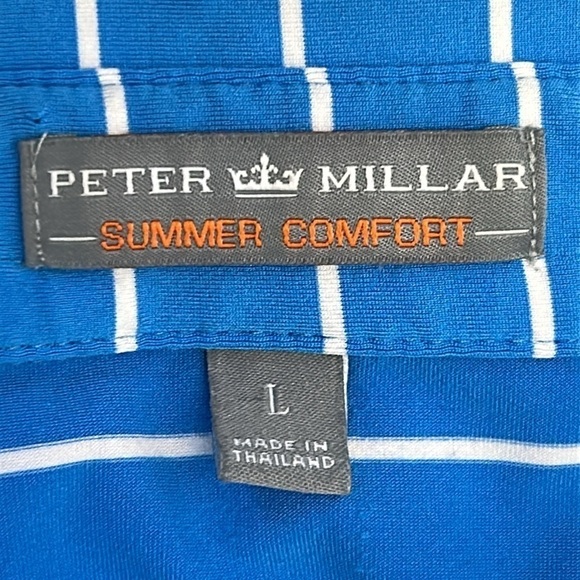 PETER MILLAR
SUMMER COMFORT
L
MADE IN
THAILAND